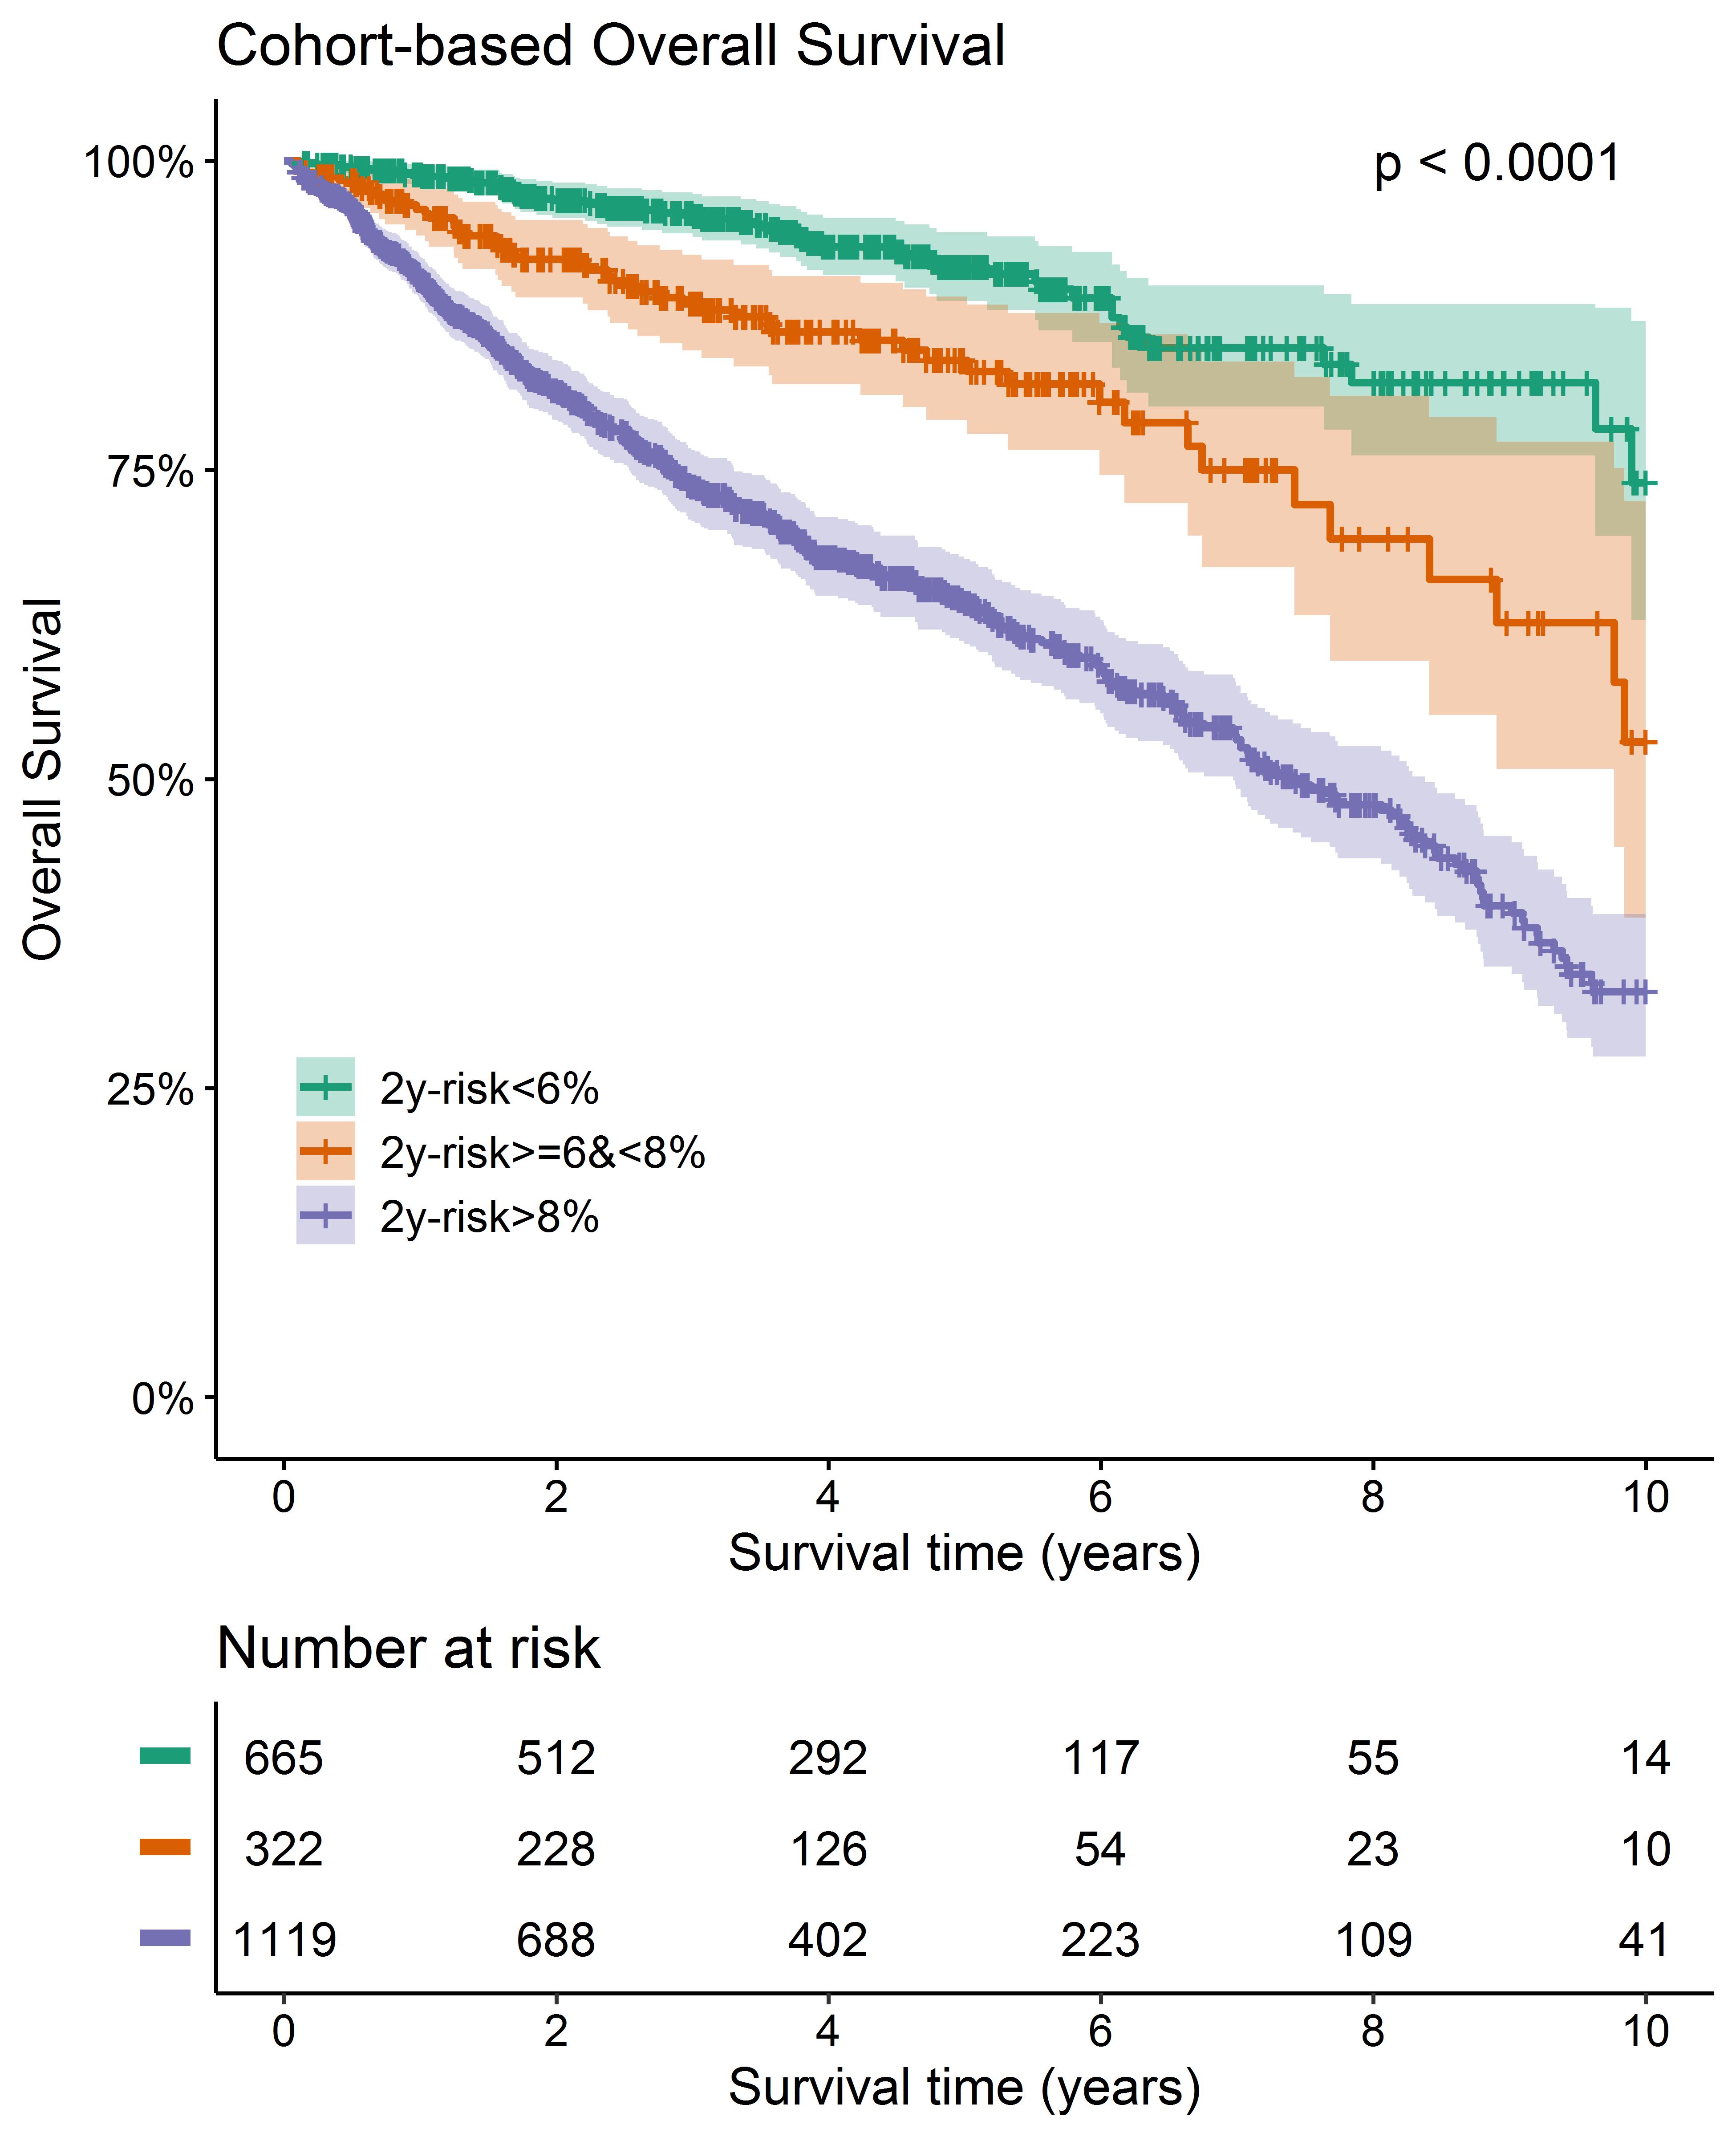 Cohort-based Overall Survival
p < 0.0001
100%
75%
50%
25%
0%
Overall Survival
2y-risk<6%
2y-risk>=6&<8%
2y-risk>8%
0 2 4 6 8 10
Survival time (years)
Number at risk
665 512 292 117 55 14
322 228 126 54 23 10
1119 688 402 223 109 41
0 2 4 6 8 10
Survival time (years)